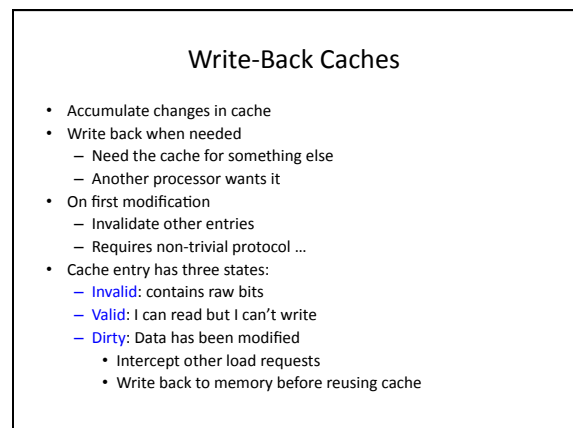 Write-Back Caches
• Accumulate changes in cache
• Write back when needed
– Need the cache for something else
– Another processor wants it
• On first modification
– Invalidate other entries
– Requires non-trivial protocol …
• Cache entry has three states:
– Invalid: contains raw bits
– Valid: I can read but I can’t write
– Dirty: Data has been modified
• Intercept other load requests
• Write back to memory before reusing cache